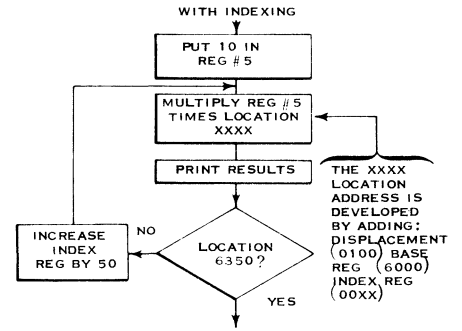 WITH INDEXING
PUT 10 IN
REG #5
MULTIPLY REG #5
TIMES LOCATION
XXXX
PRINT RESULTS
THE XXXX
LOCATION
ADDRESS IS
DEVELOPED
BY ADDING:
DISPLACEMENT
(0100) BASE
REG (6000)
INDEX REG
(00XX)
LOCATION
6350?
NO
INCREASE
INDEX
REG BY 50
YES